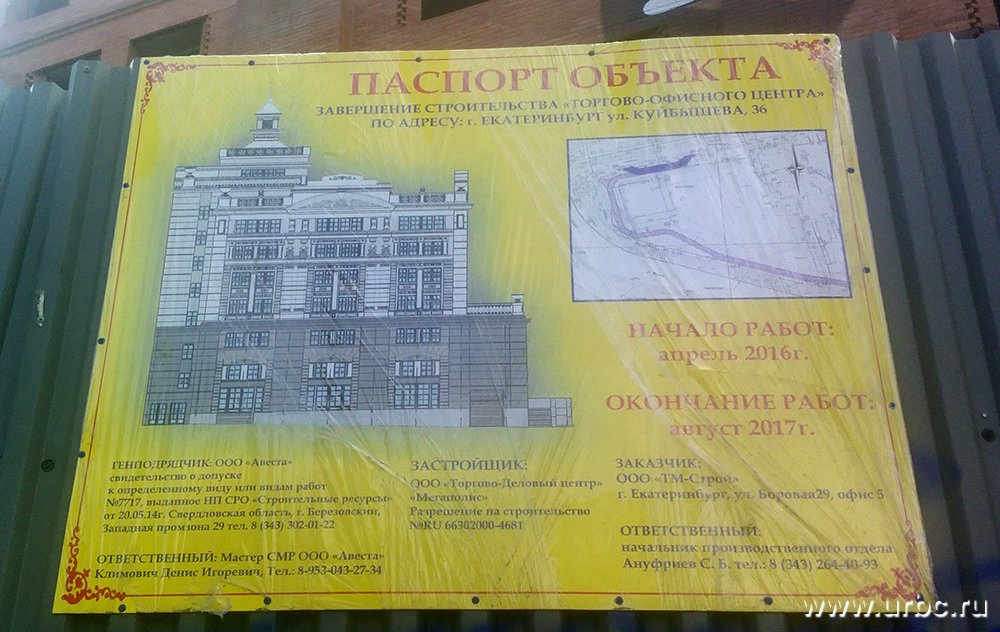 ПАСПОРТ ОБЪЕКТА
ЗАВЕРШЕНИЕ СТРОИТЕЛЬСТВА «ТОРГОВО-ОФИСНОГО ЦЕНТРА»
ПО АДРЕСУ: г. ЕКАТЕРИНБУРГ ул. КУЙБЫШЕВА, 36
НАЧАЛО РАБОТ:
апрель 2016г.
ОКОНЧАНИЕ РАБОТ:
август 2017г.
ГЕНПОДРЯДЧИК: ООО «Авеста»
свидетельство о допуске
к определенному виду или видам работ
№7717, выданное НП СРО «Строительные ресурсы»
от 20.05.14г. Свердловская область, г. Березовский,
Западная промзона 29 тел. 8 (343) 302-01-22
ОТВЕТСТВЕННЫЙ: Мастер СМР ООО «Авеста»
Климович Денис Игоревич, Тел.: 8-953-043-27-34
ЗАСТРОЙЩИК:
ООО «Торгово-Деловый центр»
«Мегаполис»
Разрешение на строительство
№RU 66302000-4681
ЗАКАЗЧИК:
ООО «ТМ-Строй»
г. Екатеринбург, ул. Боровая29, офис 5
ОТВЕТСТВЕННЫЙ:
начальник производственного отдела
Ануфриев С. Б. тел.: 8 (343) 264-40-93
www.urbc.ru